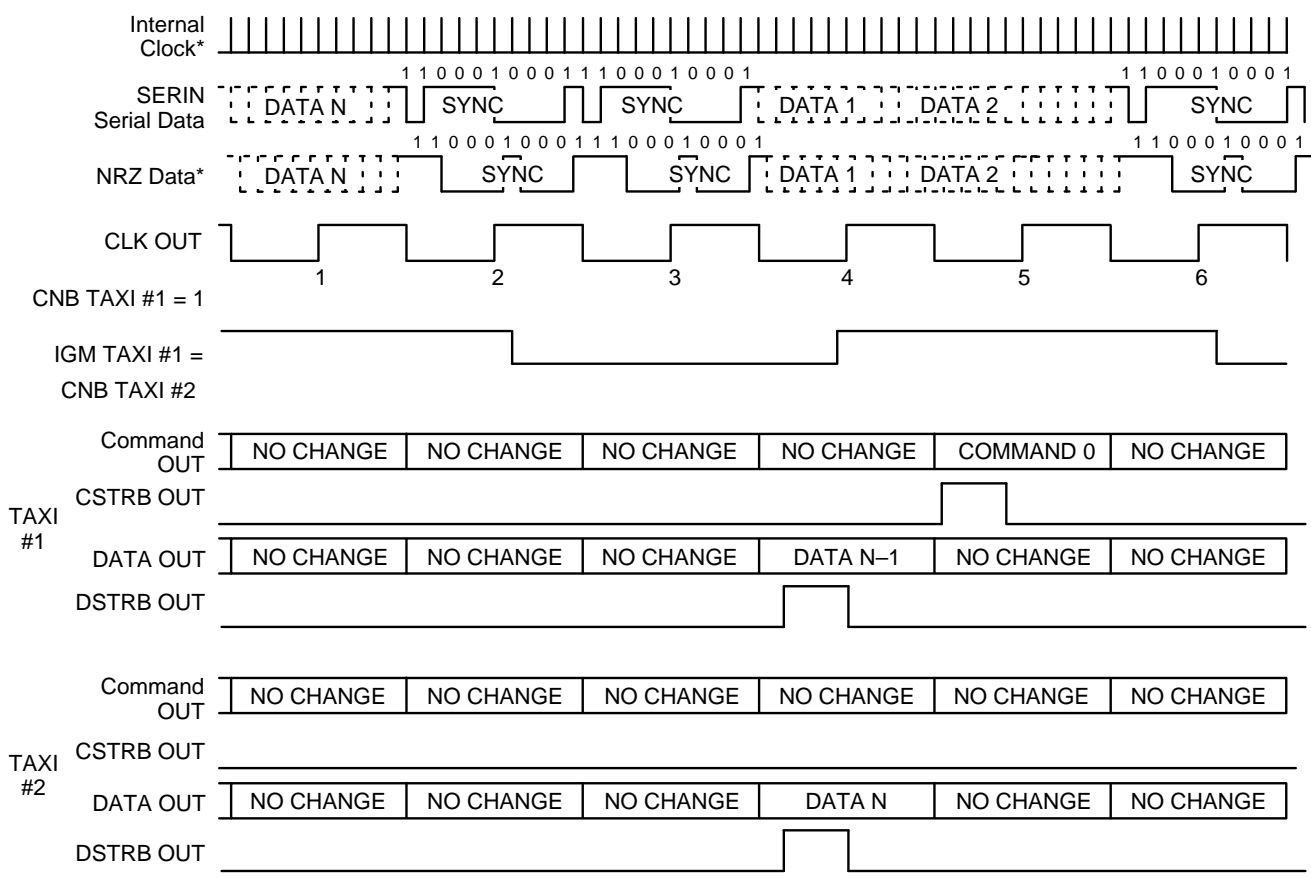 Internal
Clock*
1 1 0 0 0 1 0 0 0 1 1 1 0 0 0 1 0 0 0 1
1 1 0 0 0 1 0 0 0 1
SERIN
Serial Data
DATA N
SYNC
SYNC
DATA 1
DATA 2
SYNC
1 1 0 0 0 1 0 0 0 1 1 1 0 0 0 1 0 0 0 1
1 1 0 0 0 1 0 0 0 1
NRZ Data*
DATA N
SYNC
SYNC
DATA 1
DATA 2
SYNC
CLK OUT
1 2 3 4 5 6
CNB TAXI #1 = 1
IGM TAXI #1 =
CNB TAXI #2
TAXI
#1
Command
OUT
NO CHANGE NO CHANGE NO CHANGE NO CHANGE COMMAND 0 NO CHANGE
CSTRB OUT
DATA OUT
NO CHANGE NO CHANGE NO CHANGE DATA N–1 NO CHANGE NO CHANGE
DSTRB OUT
TAXI
#2
Command
OUT
NO CHANGE NO CHANGE NO CHANGE NO CHANGE NO CHANGE NO CHANGE
CSTRB OUT
DATA OUT
NO CHANGE NO CHANGE NO CHANGE DATA N NO CHANGE NO CHANGE
DSTRB OUT